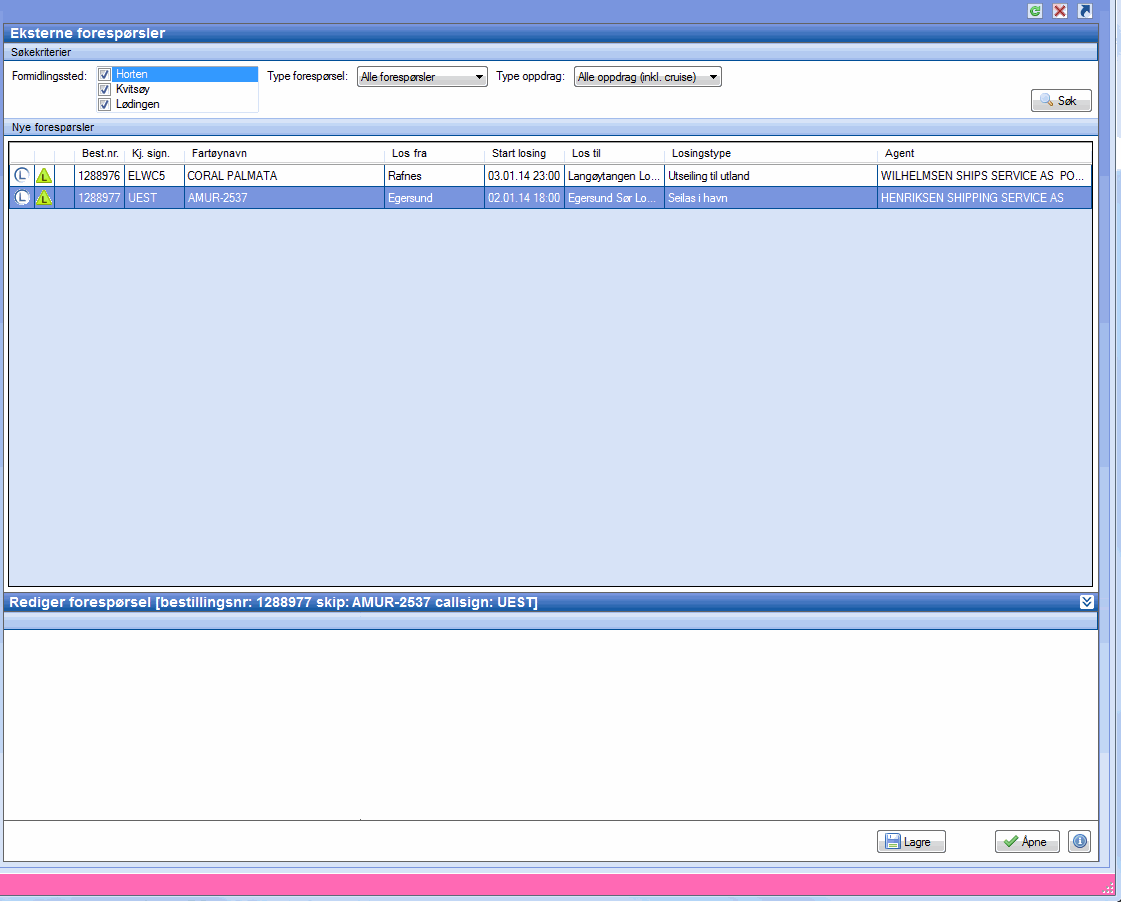 Eksterne forespørsler
Søkekriterier
Formidlingssted: Horten Type forespørsel: Alle forespørsler Type oppdrag: Alle oppdrag (inkl. cruise)
Kvitsøy
Lødingen
Søk
Nye forespørsler
Best.nr. Kj. sign. Fartøynavn Los fra Start losing Los til Losingstype Agent
L L 1288976 ELWC5 CORAL PALMATA Rafnes 03.01.14 23:00 Langøytangen Lo... Utseiling til utland WILHELMSEN SHIPS SERVICE AS PO...
L L 1288977 UEST AMUR-2537 Egersund 02.01.14 18:00 Egersund Sør Lo... Seilas i havn HENRIKSEN SHIPPING SERVICE AS
Rediger forespørsel [bestillingsnr: 1288977 skip: AMUR-2537 callsign: UEST]
Lagre Åpne